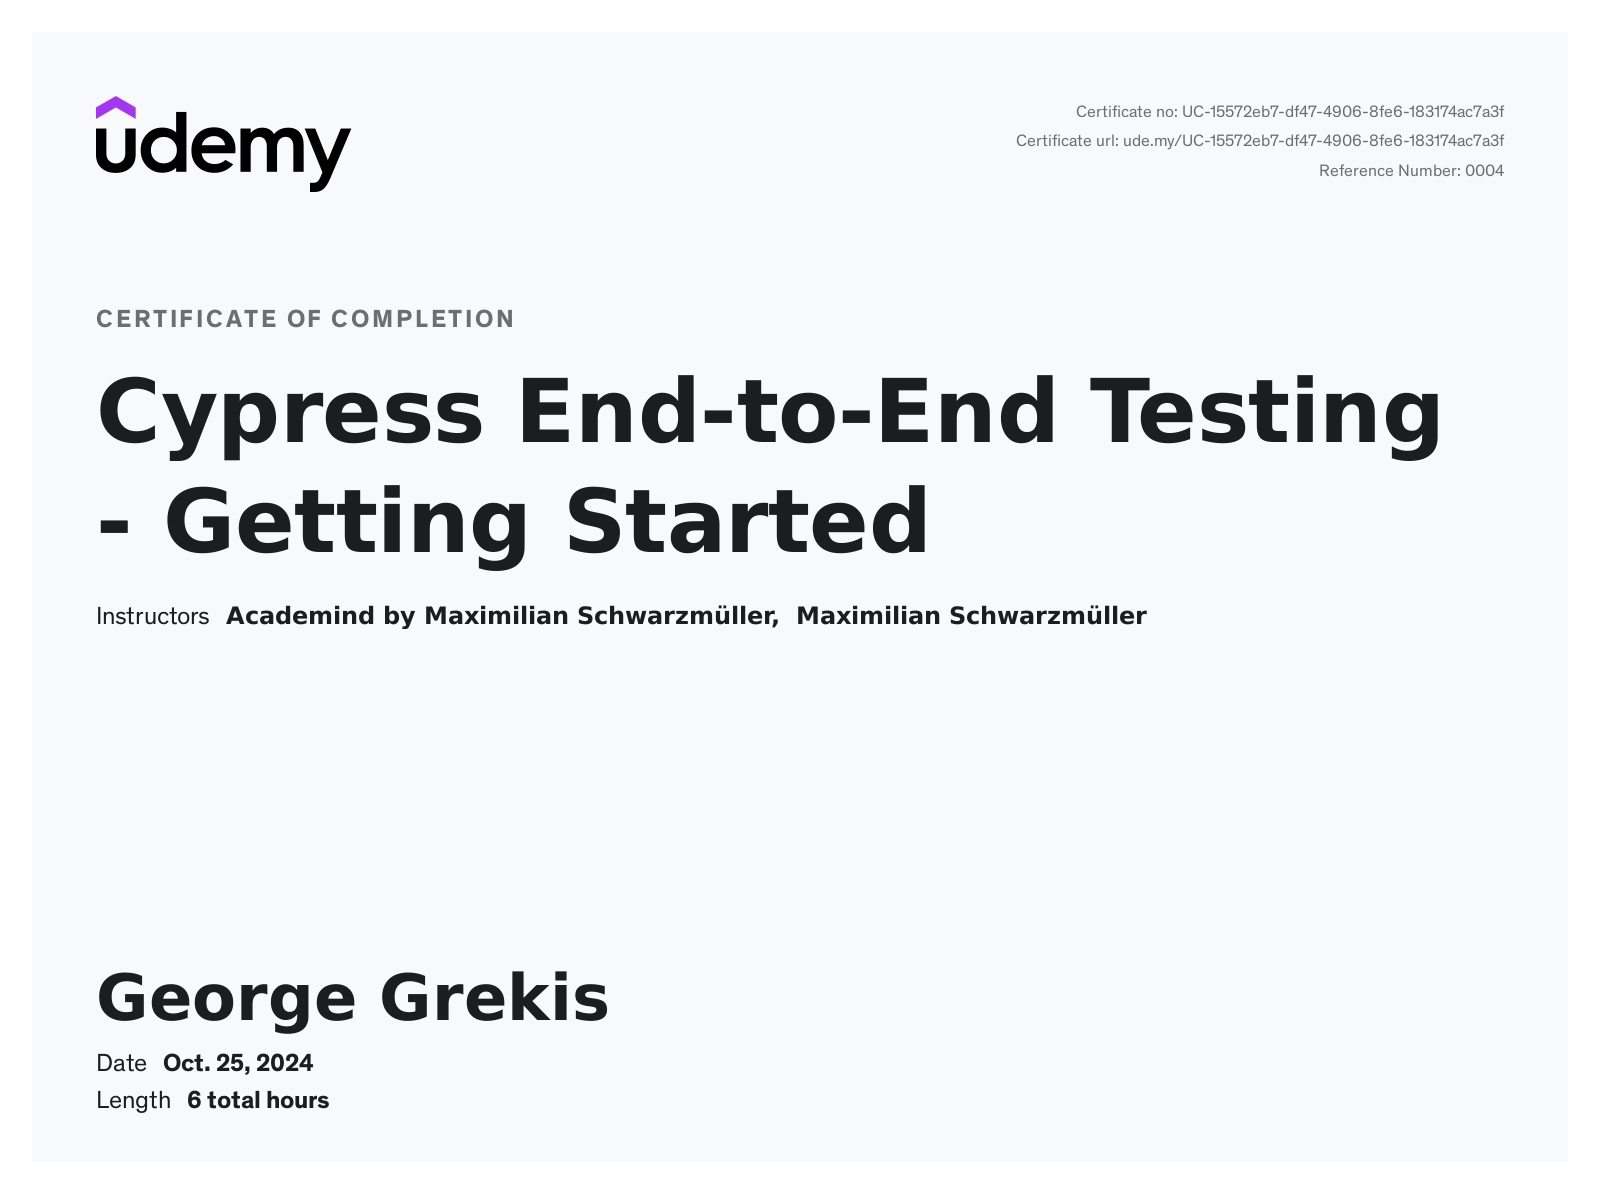 udemy
Certificate no: UC-15572eb7-df47-4906-8fe6-183174ac7a3f
Certificate url: ude.my/UC-15572eb7-df47-4906-8fe6-183174ac7a3f
Reference Number: 0004
CERTIFICATE OF COMPLETION
Cypress End-to-End Testing
- Getting Started
Instructors Academind by Maximilian Schwarzmüller, Maximilian Schwarzmüller
George Grekis
Date Oct. 25, 2024
Length 6 total hours